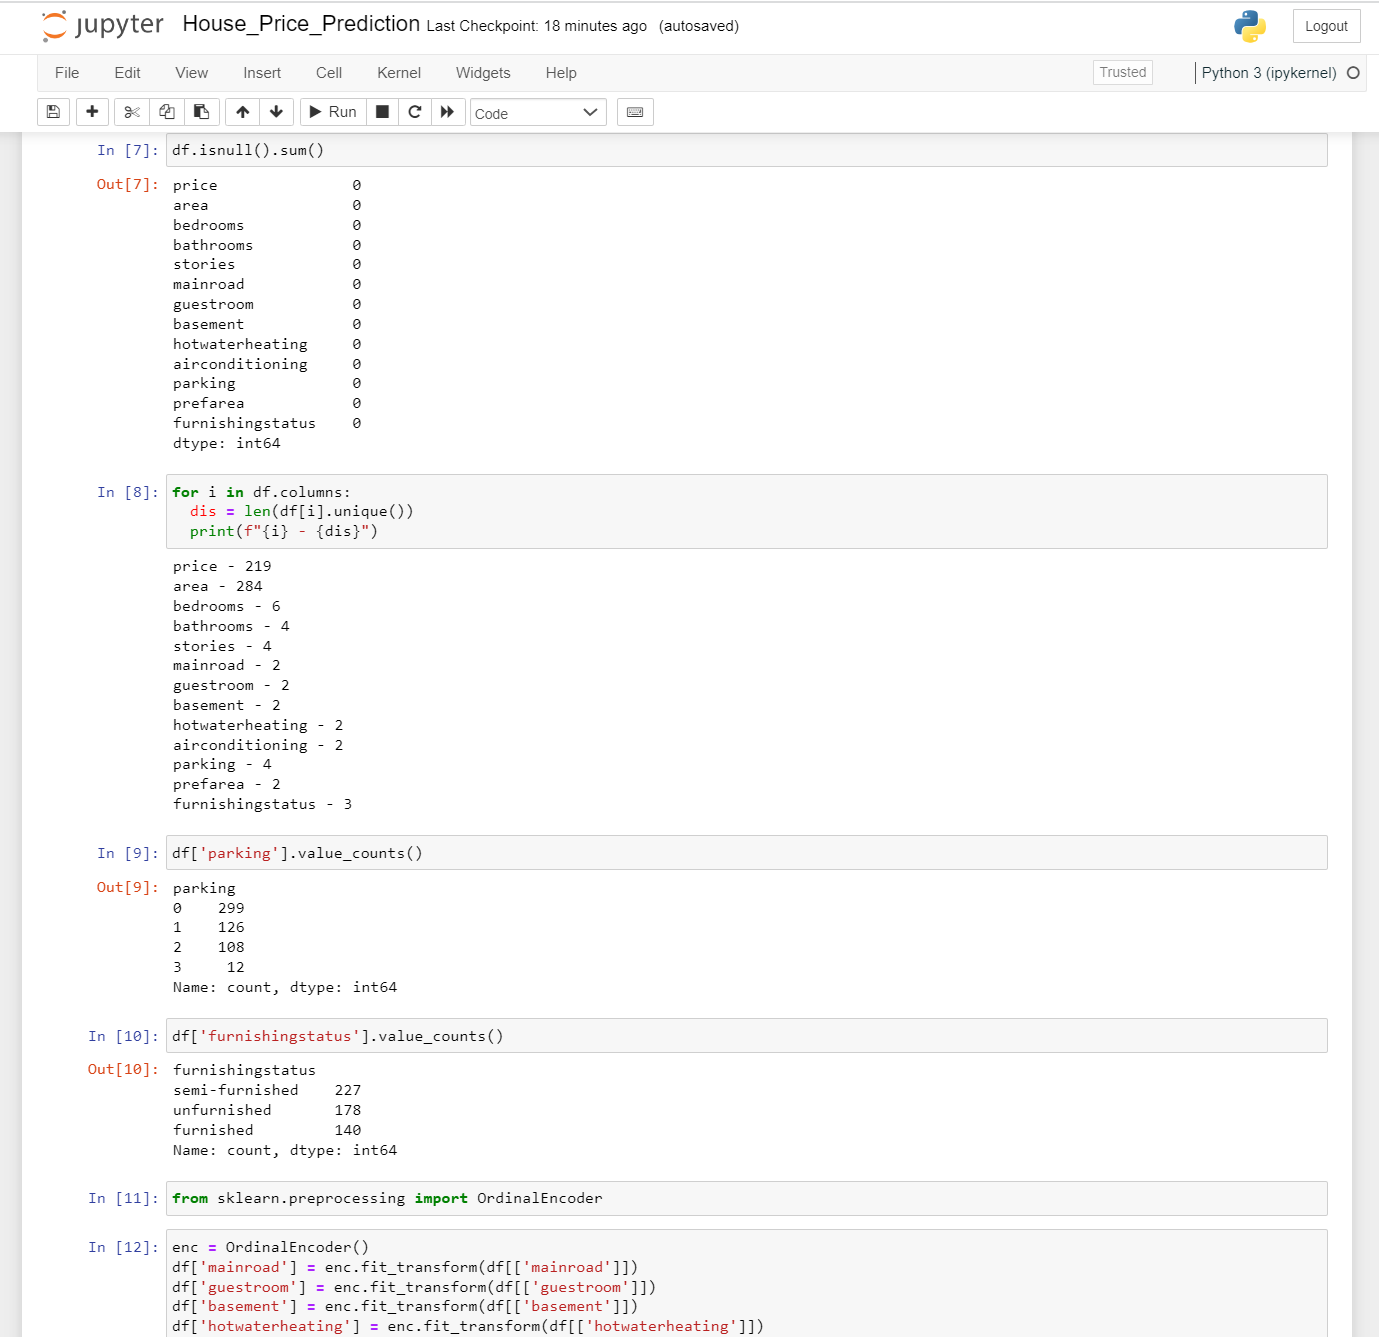 jupyter House_Price_Prediction Last Checkpoint: 18 minutes ago (autosaved) Logout
File Edit View Insert Cell Kernel Widgets Help Trusted Python 3 (ipykernel)
Run Code
In [7]: df.isnull().sum()
Out[7]: price 0
area 0
bedrooms 0
bathrooms 0
stories 0
mainroad 0
guestroom 0
basement 0
hotwaterheating 0
airconditioning 0
parking 0
prefarea 0
furnishingstatus 0
dtype: int64
In [8]: for i in df.columns:
dis = len(df[i].unique())
print(f"{i} - {dis}")
price - 219
area - 284
bedrooms - 6
bathrooms - 4
stories - 4
mainroad - 2
guestroom - 2
basement - 2
hotwaterheating - 2
airconditioning - 2
parking - 4
prefarea - 2
furnishingstatus - 3
In [9]: df['parking'].value_counts()
Out[9]: parking
0 299
1 126
2 108
3 12
Name: count, dtype: int64
In [10]: df['furnishingstatus'].value_counts()
Out[10]: furnishingstatus
semi-furnished 227
unfurnished 178
furnished 140
Name: count, dtype: int64
In [11]: from sklearn.preprocessing import OrdinalEncoder
In [12]: enc = OrdinalEncoder()
df['mainroad'] = enc.fit_transform(df[['mainroad']])
df['guestroom'] = enc.fit_transform(df[['guestroom']])
df['basement'] = enc.fit_transform(df[['basement']])
df['hotwaterheating'] = enc.fit_transform(df[['hotwaterheating']])